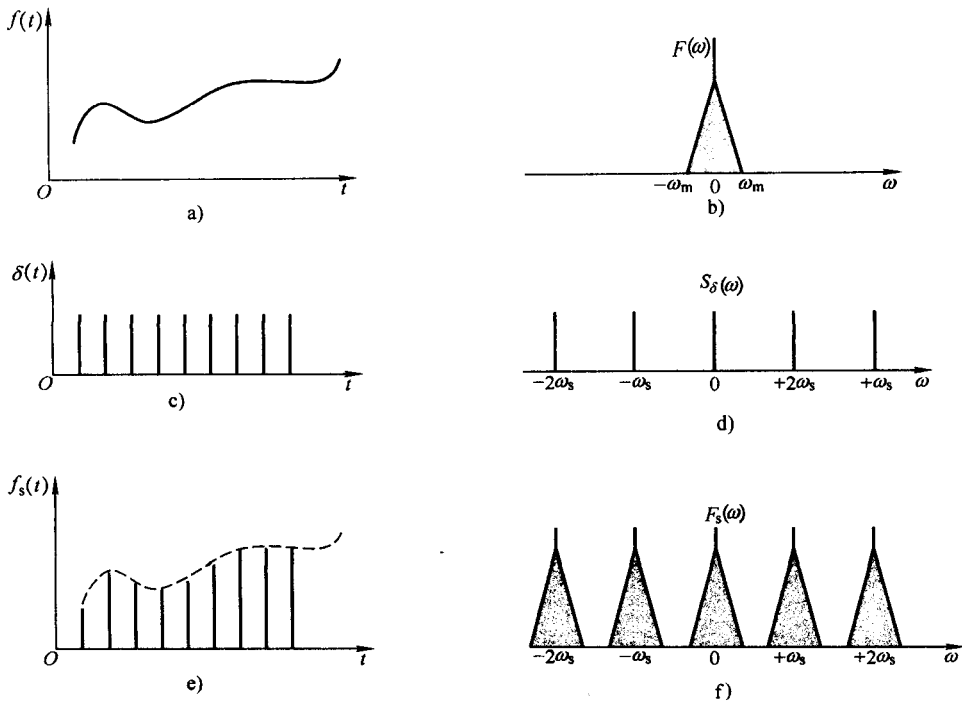 f(t)
O
t
a)
F(ω)
−ωm 0 ωm ω
b)
δ(t)
O
t
c)
Sδ(ω)
−2ωs −ωs 0 +2ωs +ωs ω
d)
fs(t)
O
t
e)
Fs(ω)
−2ωs −ωs 0 +ωs +2ωs ω
f)